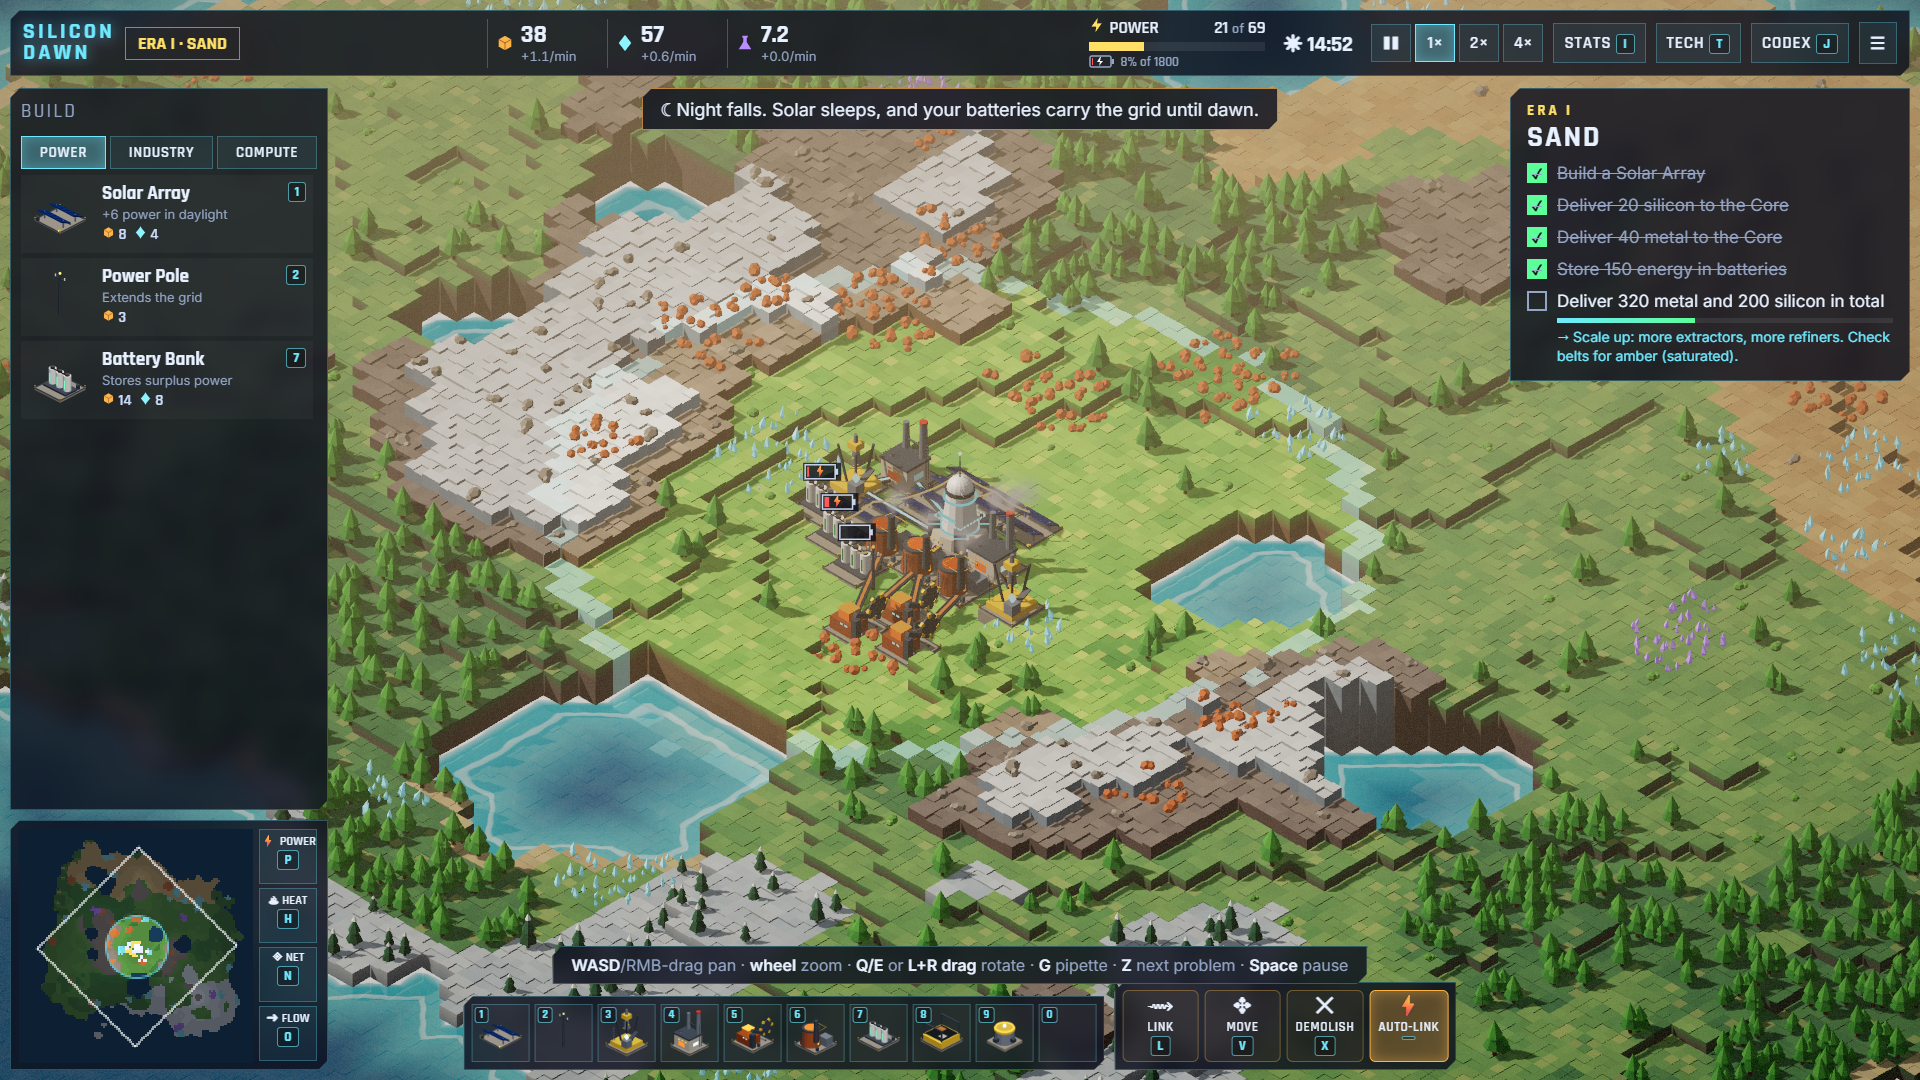 SILICON
DAWN
ERA I · SAND
38
+1.1/min
57
+0.6/min
7.2
+0.0/min
POWER 21 of 69
8% of 1800
14:52
1×
2×
4×
STATS I
TECH T
CODEX J
BUILD
POWER
INDUSTRY
COMPUTE
Solar Array 1
+6 power in daylight
8 4
Power Pole 2
Extends the grid
3
Battery Bank 7
Stores surplus power
14 8
Night falls. Solar sleeps, and your batteries carry the grid until dawn.
ERA I
SAND
Build a Solar Array
Deliver 20 silicon to the Core
Deliver 40 metal to the Core
Store 150 energy in batteries
Deliver 320 metal and 200 silicon in total
→ Scale up: more extractors, more refiners. Check
belts for amber (saturated).
POWER
P
HEAT
H
NET
N
FLOW
O
WASD/RMB-drag pan · wheel zoom · Q/E or L+R drag rotate · G pipette · Z next problem · Space pause
1 2 3 4 5 6 7 8 9 0
LINK
L
MOVE
V
DEMOLISH
X
AUTO-LINK